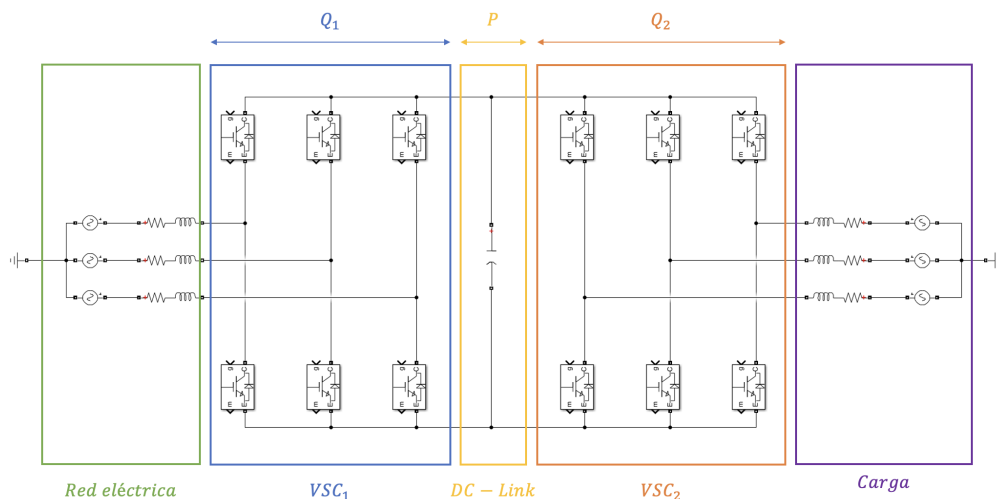 Q₁
P
Q₂
g C
g C
g C
g C
g C
g C
m E
m E
m E
m E
m E
m E
g C
g C
g C
g C
g C
g C
m E
m E
m E
m E
m E
m E
Red eléctrica
VSC₁
DC − Link
VSC₂
Carga